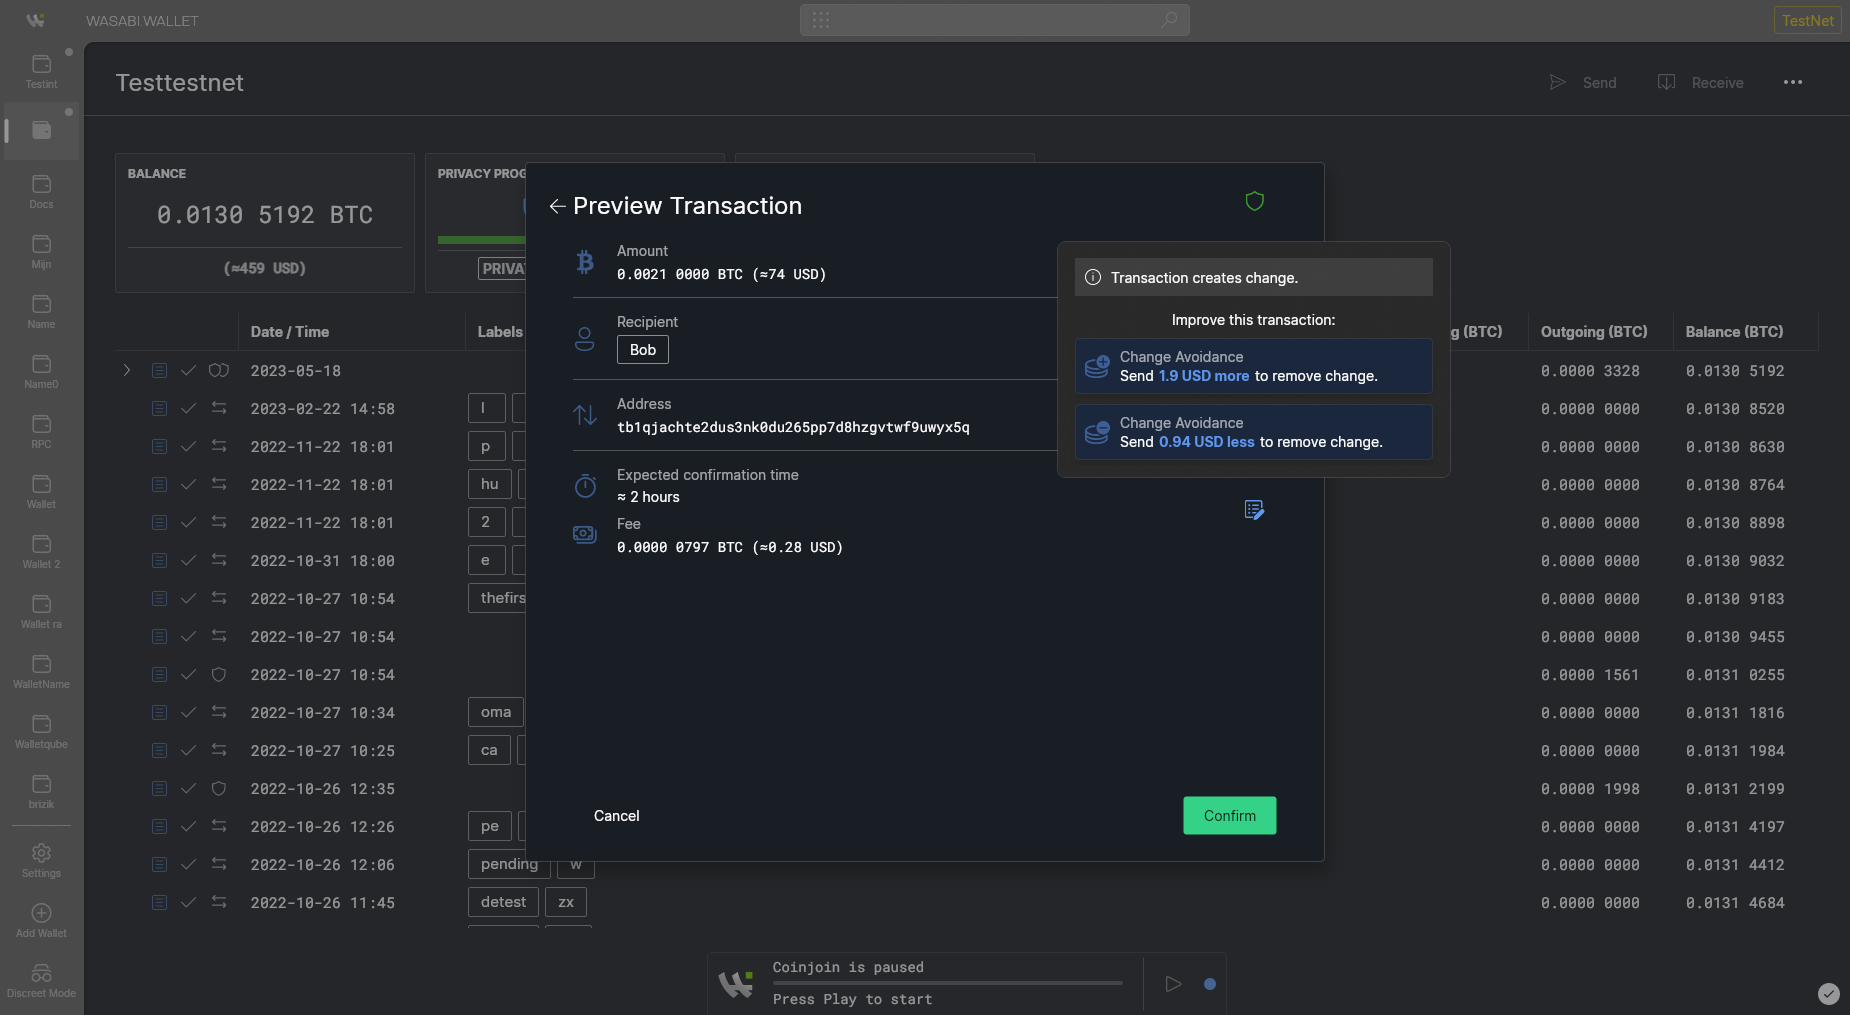 WASABI WALLET
TestNet
Testint
Docs
Mijn
Name
Name0
RPC
Wallet
Wallet 2
Wallet ra
WalletName
Walletqube
brizik
Settings
Add Wallet
Discreet Mode
Testtestnet
Send
Receive
BALANCE
0.0130 5192 BTC
(≈459 USD)
Date / Time
Labels
(BTC)
Outgoing (BTC)
Balance (BTC)
2023-05-18
0.0000 3328
0.0130 5192
2023-02-22 14:58
0.0000 0000
0.0130 8520
2022-11-22 18:01
p
0.0000 0000
0.0130 8630
2022-11-22 18:01
hu
0.0000 0000
0.0130 8764
2022-11-22 18:01
2
0.0000 0000
0.0130 8898
2022-10-31 18:00
e
0.0000 0000
0.0130 9032
2022-10-27 10:54
0.0000 0000
0.0130 9183
2022-10-27 10:54
0.0000 0000
0.0130 9455
2022-10-27 10:54
0.0000 1561
0.0131 0255
2022-10-27 10:34
oma
0.0000 0000
0.0131 1816
2022-10-27 10:25
ca
0.0000 0000
0.0131 1984
2022-10-26 12:35
0.0000 1998
0.0131 2199
2022-10-26 12:26
pe
0.0000 0000
0.0131 4197
2022-10-26 12:06
pending
w
0.0000 0000
0.0131 4412
2022-10-26 11:45
detest
zx
0.0000 0000
0.0131 4684
Preview Transaction
Amount
0.0021 0000 BTC (≈74 USD)
Recipient
Bob
Address
tb1qjachte2dus3nk0du265pp7d8hzgvtwf9uwyx5q
Expected confirmation time
≈ 2 hours
Fee
0.0000 0797 BTC (≈0.28 USD)
Cancel
Confirm
Transaction creates change.
Improve this transaction:
Change Avoidance
Send 1.9 USD more to remove change.
Change Avoidance
Send 0.94 USD less to remove change.
Coinjoin is paused
Press Play to start